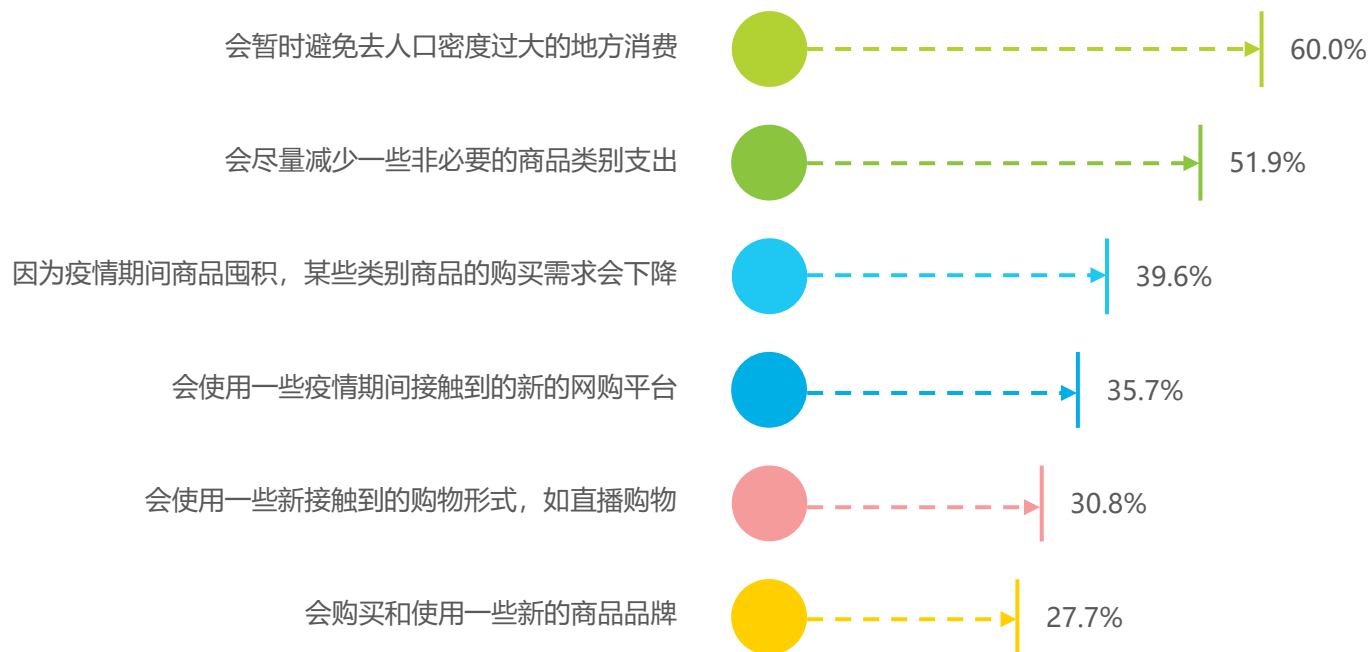 会暂时避免去人口密度过大的地方消费 60.0%
会尽量减少一些非必要的商品类别支出 51.9%
因为疫情期间商品囤积，某些类别商品的购买需求会下降 39.6%
会使用一些疫情期间接触到的新的网购平台 35.7%
会使用一些新接触到的购物形式，如直播购物 30.8%
会购买和使用一些新的商品品牌 27.7%